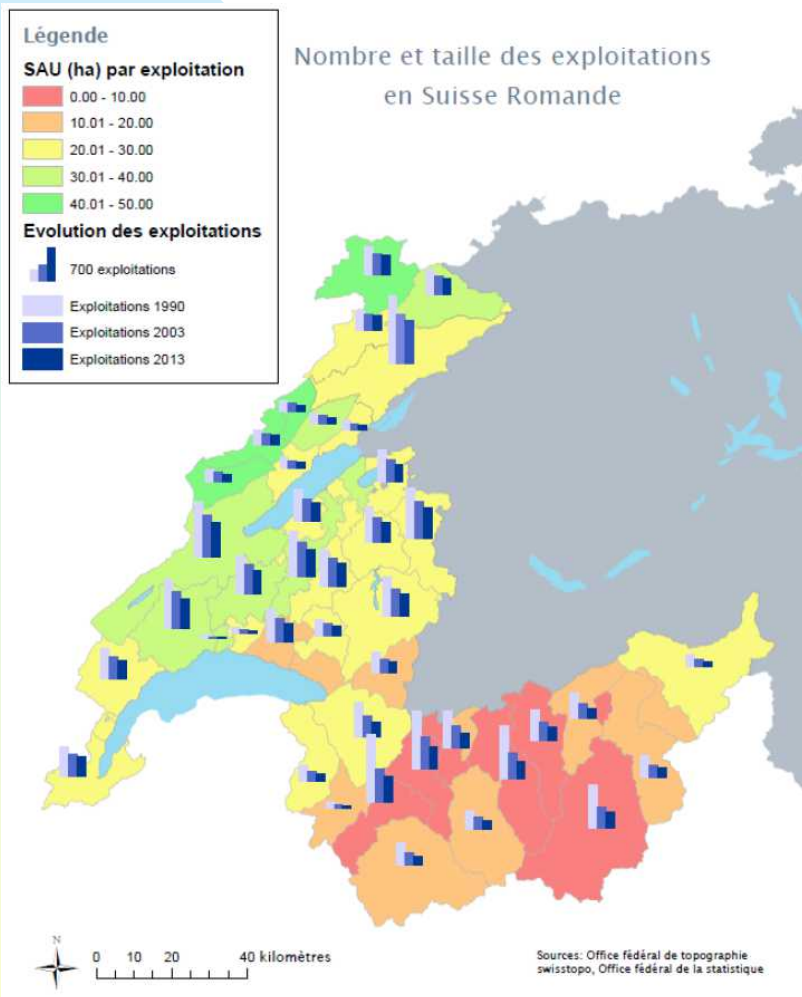 Légende
SAU (ha) par exploitation
0.00 - 10.00
10.01 - 20.00
20.01 - 30.00
30.01 - 40.00
40.01 - 50.00
Evolution des exploitations
700 exploitations
Exploitations 1990
Exploitations 2003
Exploitations 2013
Nombre et taille des exploitations
en Suisse Romande
N
0 10 20 40 kilomètres
Sources: Office fédéral de topographie
swisstopo, Office fédéral de la statistique